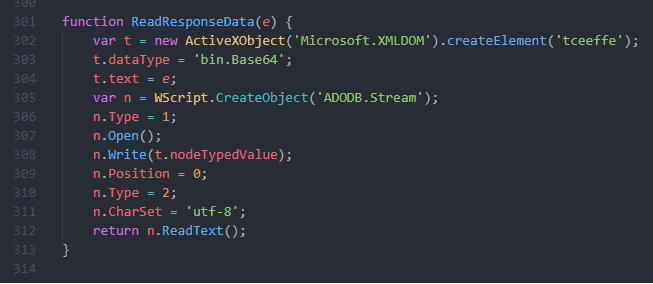 300
301 function ReadResponseData(e) {
302     var t = new ActiveXObject('Microsoft.XMLDOM').createElement('tceeffe');
303     t.dataType = 'bin.Base64';
304     t.text = e;
305     var n = WScript.CreateObject('ADODB.Stream');
306     n.Type = 1;
307     n.Open();
308     n.Write(t.nodeTypedValue);
309     n.Position = 0;
310     n.Type = 2;
311     n.CharSet = 'utf-8';
312     return n.ReadText();
313 }
314